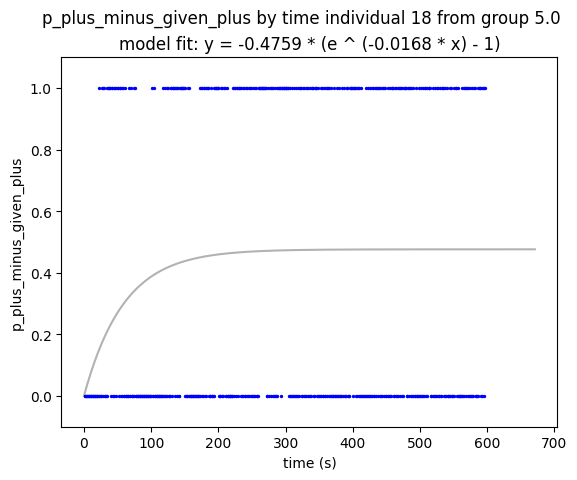 p_plus_minus_given_plus by time individual 18 from group 5.0
model fit: y = -0.4759 * (e ^ (-0.0168 * x) - 1)
p_plus_minus_given_plus
1.0
0.8
0.6
0.4
0.2
0.0
0 100 200 300 400 500 600 700
time (s)